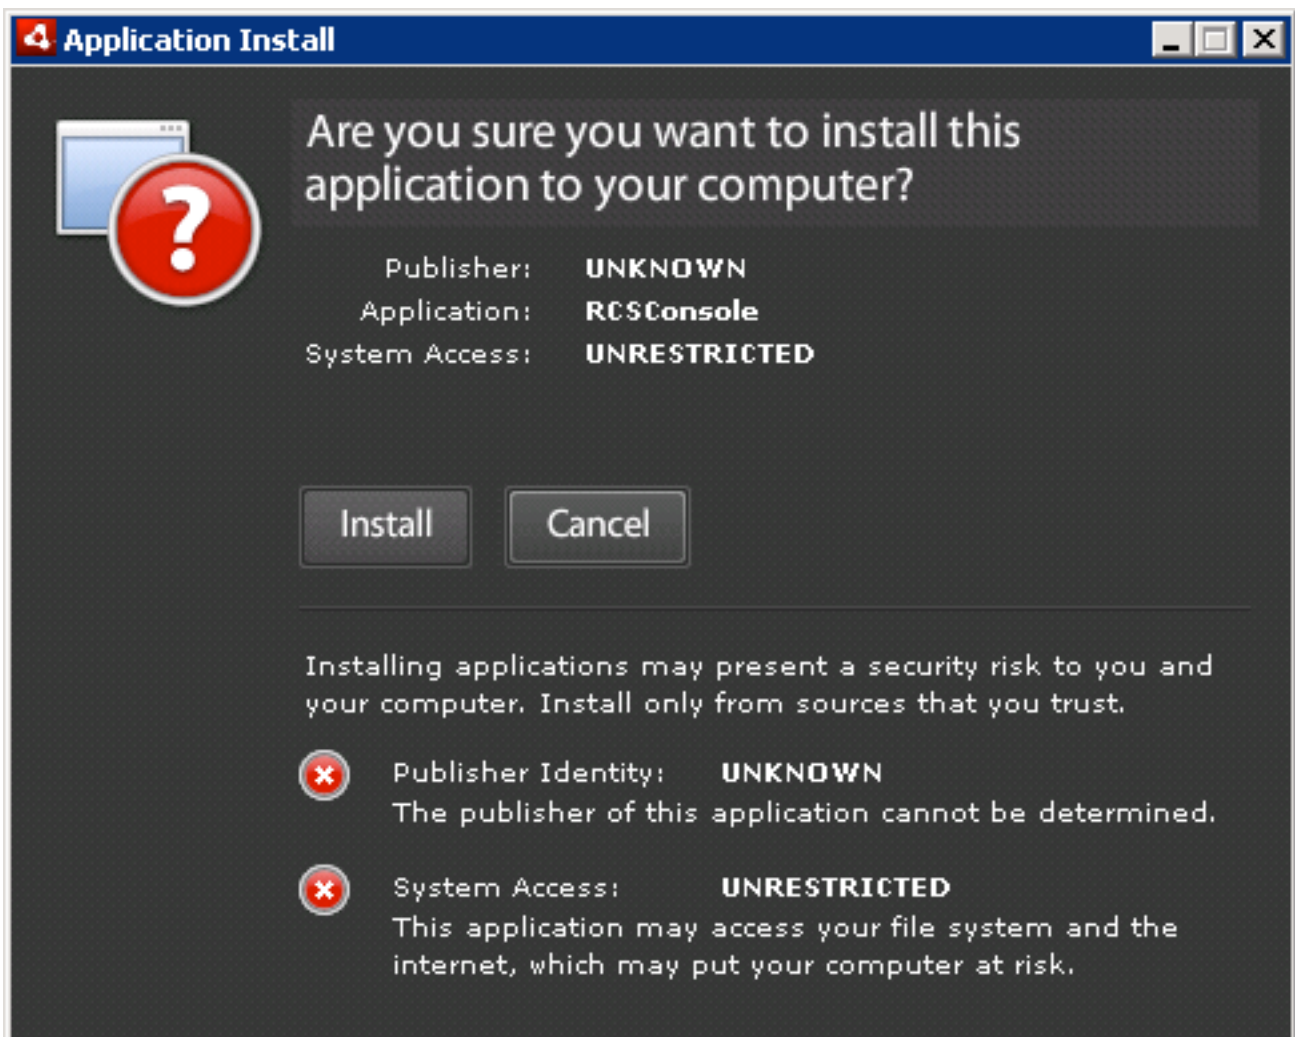 Application Install
Are you sure you want to install this
application to your computer?
Publisher: UNKNOWN
Application: RCSConsole
System Access: UNRESTRICTED
Install Cancel
Installing applications may present a security risk to you and
your computer. Install only from sources that you trust.
Publisher Identity: UNKNOWN
The publisher of this application cannot be determined.
System Access: UNRESTRICTED
This application may access your file system and the
internet, which may put your computer at risk.